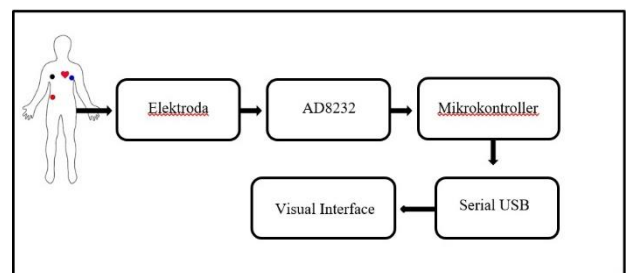 Elektroda
AD8232
Mikrokontroller
Serial USB
Visual Interface